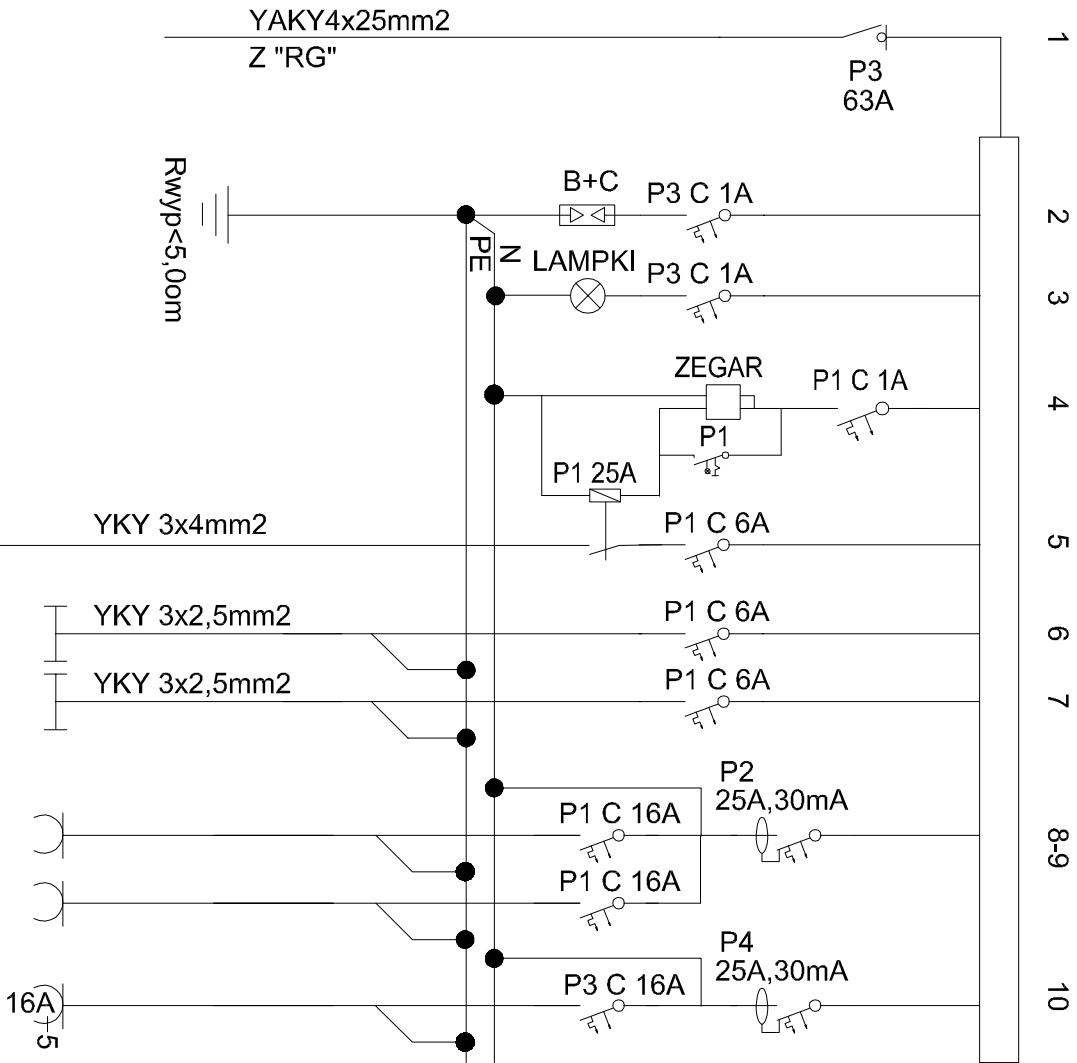 YAKY4x25mm2
Z "RG"
P3
63A
1
Rwyp<5,0om
B+C
P3 C 1A
2
PE
N
LAMPKI
P3 C 1A
3
ZEGAR
P1 C 1A
4
P1
P1 25A
YKY 3x4mm2
P1 C 6A
5
YKY 3x2,5mm2
P1 C 6A
6
YKY 3x2,5mm2
P1 C 6A
7
P2
25A,30mA
P1 C 16A
8-9
P1 C 16A
P4
25A,30mA
P3 C 16A
10
16A
5